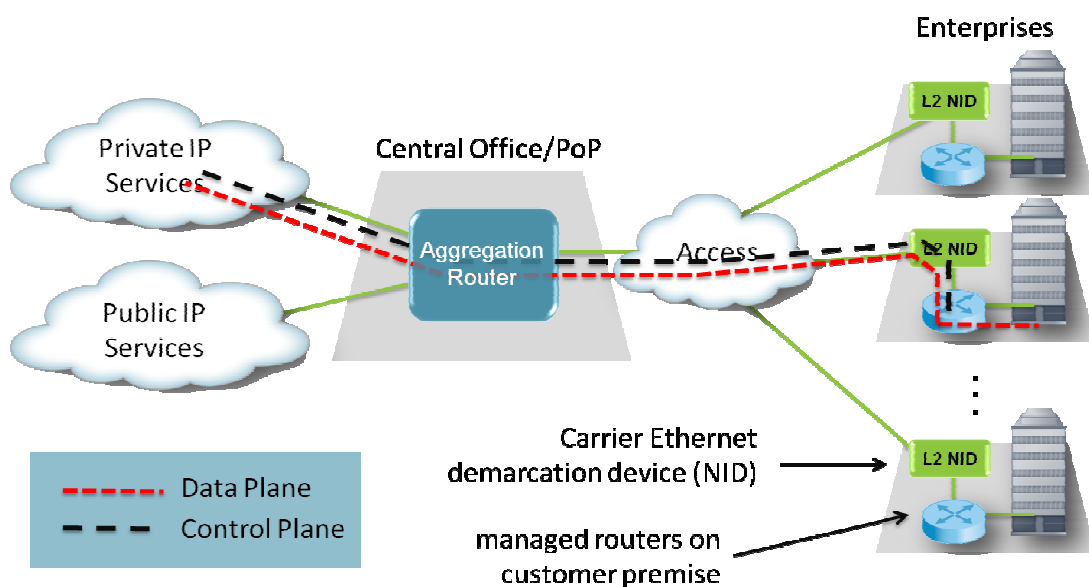 Enterprises
L2 NID
Private IP
Services
Central Office/PoP
Aggregation
Router
Access
L2 NID
Public IP
Services
Carrier Ethernet
demarcation device (NID)
L2 NID
Data Plane
Control Plane
managed routers on
customer premise